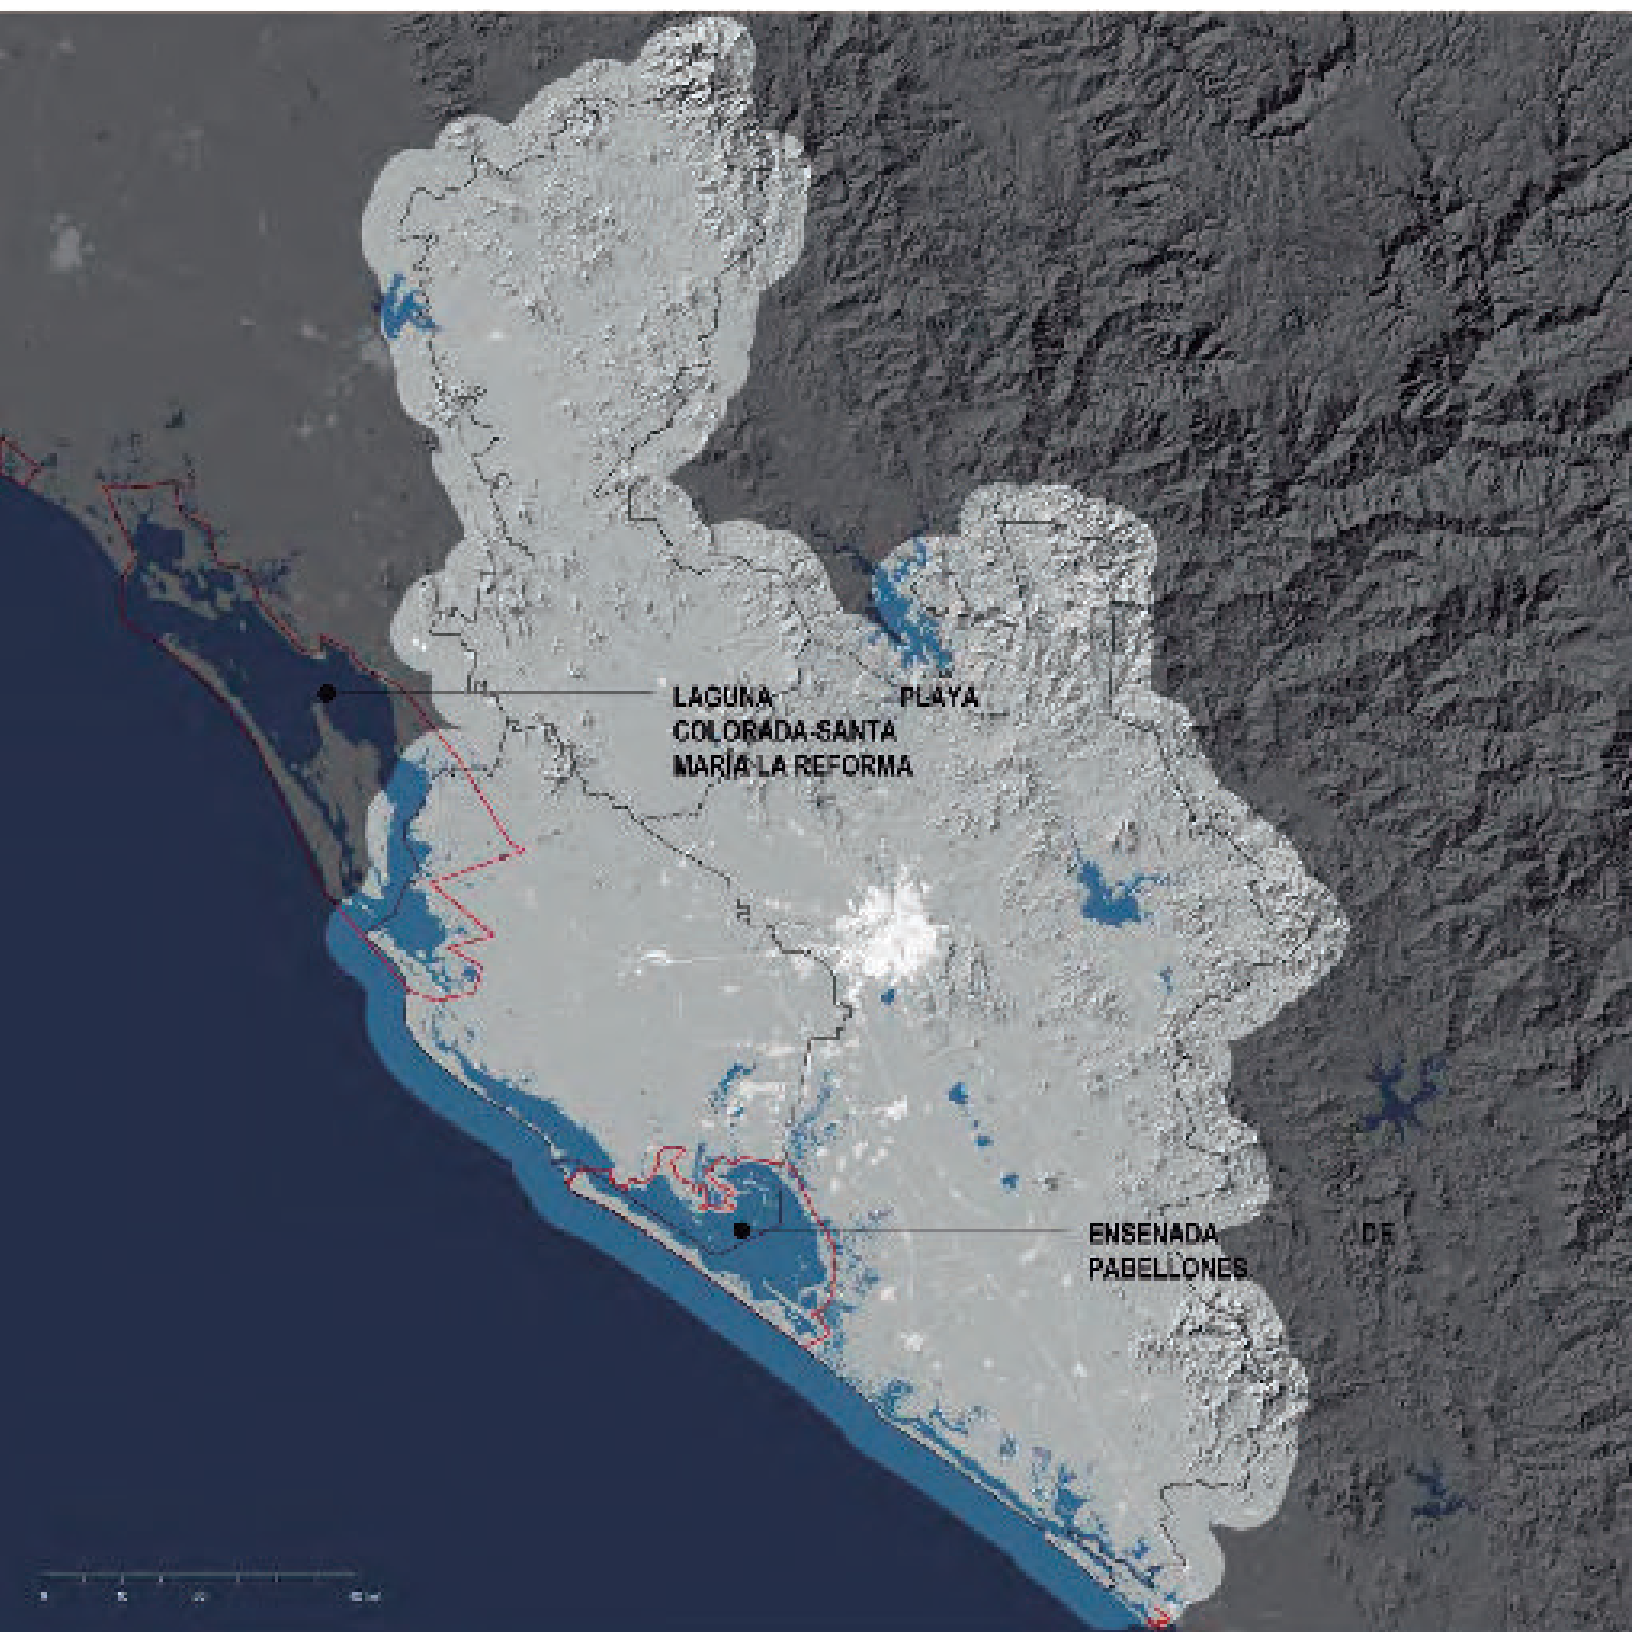 LAGUNA PLAYA
COLORADA-SANTA
MARÍA LA REFORMA
ENSENADA DE
PABELLONES